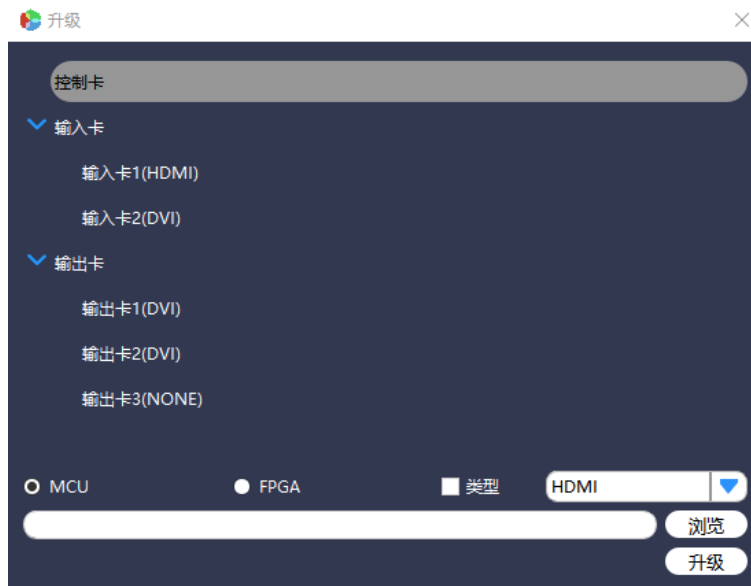 升级
控制卡
输入卡
输入卡1(HDMI)
输入卡2(DVI)
输出卡
输出卡1(DVI)
输出卡2(DVI)
输出卡3(NONE)
MCU FPGA 类型 HDMI
浏览
升级